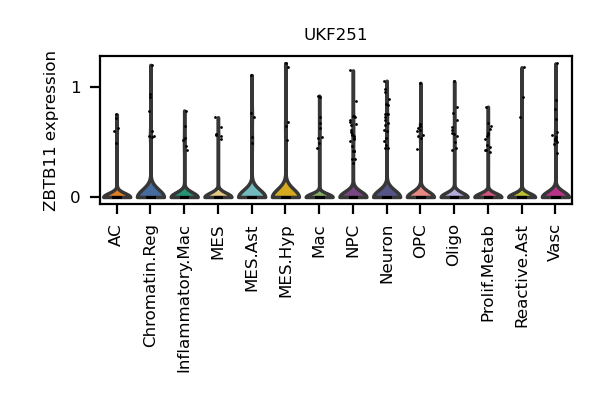 UKF251
ZBTB11 expression
1
0
AC
Chromatin.Reg
Inflammatory.Mac
MES
MES.Ast
MES.Hyp
Mac
NPC
Neuron
OPC
Oligo
Prolif.Metab
Reactive.Ast
Vasc